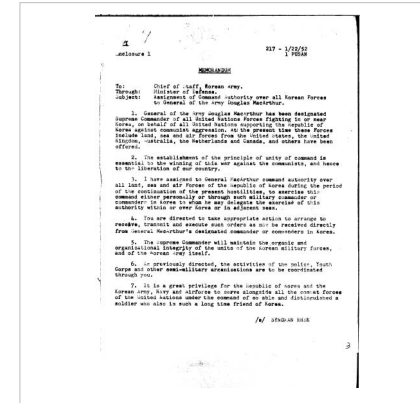 Enclosure 1
217 - 1/22/52
1 PUSAN
MEMORANDUM
To: Chief of Staff, Korean Army.
Through: Minister of Defense.
Subject: Assignment of Command Authority over all Korean Forces
to General of the Army Douglas MacArthur.
1. General of the Army Douglas MacArthur has been designated
Supreme Commander of all United Nations Forces fighting in or near
Korea, on behalf of all United Nations supporting the Republic of
Korea against communist aggression. At the present time these Forces
include land, sea and air forces from the United States, the United
Kingdom, Australia, the Netherlands and Canada, and others have been
offered.
2. The establishment of the principle of unity of command is
essential to the winning of this war against the communists, and hence
to the liberation of our country.
3. I have assigned to General MacArthur command authority over
all land, sea and air Forces of the Republic of Korea during the period
of the continuation of the present hostilities, to exercise this
command either personally or through such military commander or
commanders in Korea to whom he may delegate the exercise of this
authority within or over Korea or in adjacent seas.
4. You are directed to take appropriate action to arrange to
receive, transmit and execute such orders as may be received directly
from General MacArthur's designated commander or commanders in Korea.
5. The Supreme Commander will maintain the organic and
organizational integrity of the units of the Korean military forces,
and of the Korean Army itself.
6. As previously directed, the activities of the police, Youth
Corps and other semi-military organizations are to be coordinated
through you.
7. It is a great privilege for the Republic of Korea and the
Korean Army, Navy and Airforce to serve alongside all the combat forces
of the United Nations under the command of so able and distinguished a
soldier who also is such a long time friend of Korea.
/s/ SYNGMAN RHEE
3